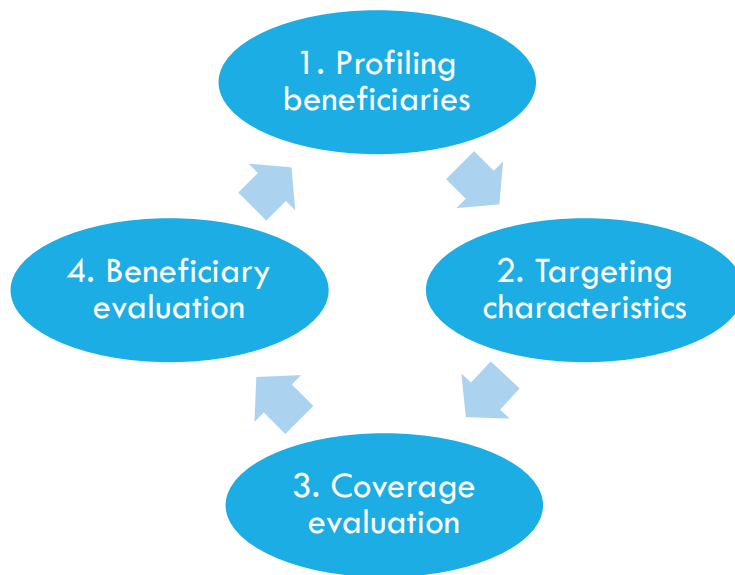 1. Profiling
beneficiaries
2. Targeting
characteristics
3. Coverage
evaluation
4. Beneficiary
evaluation